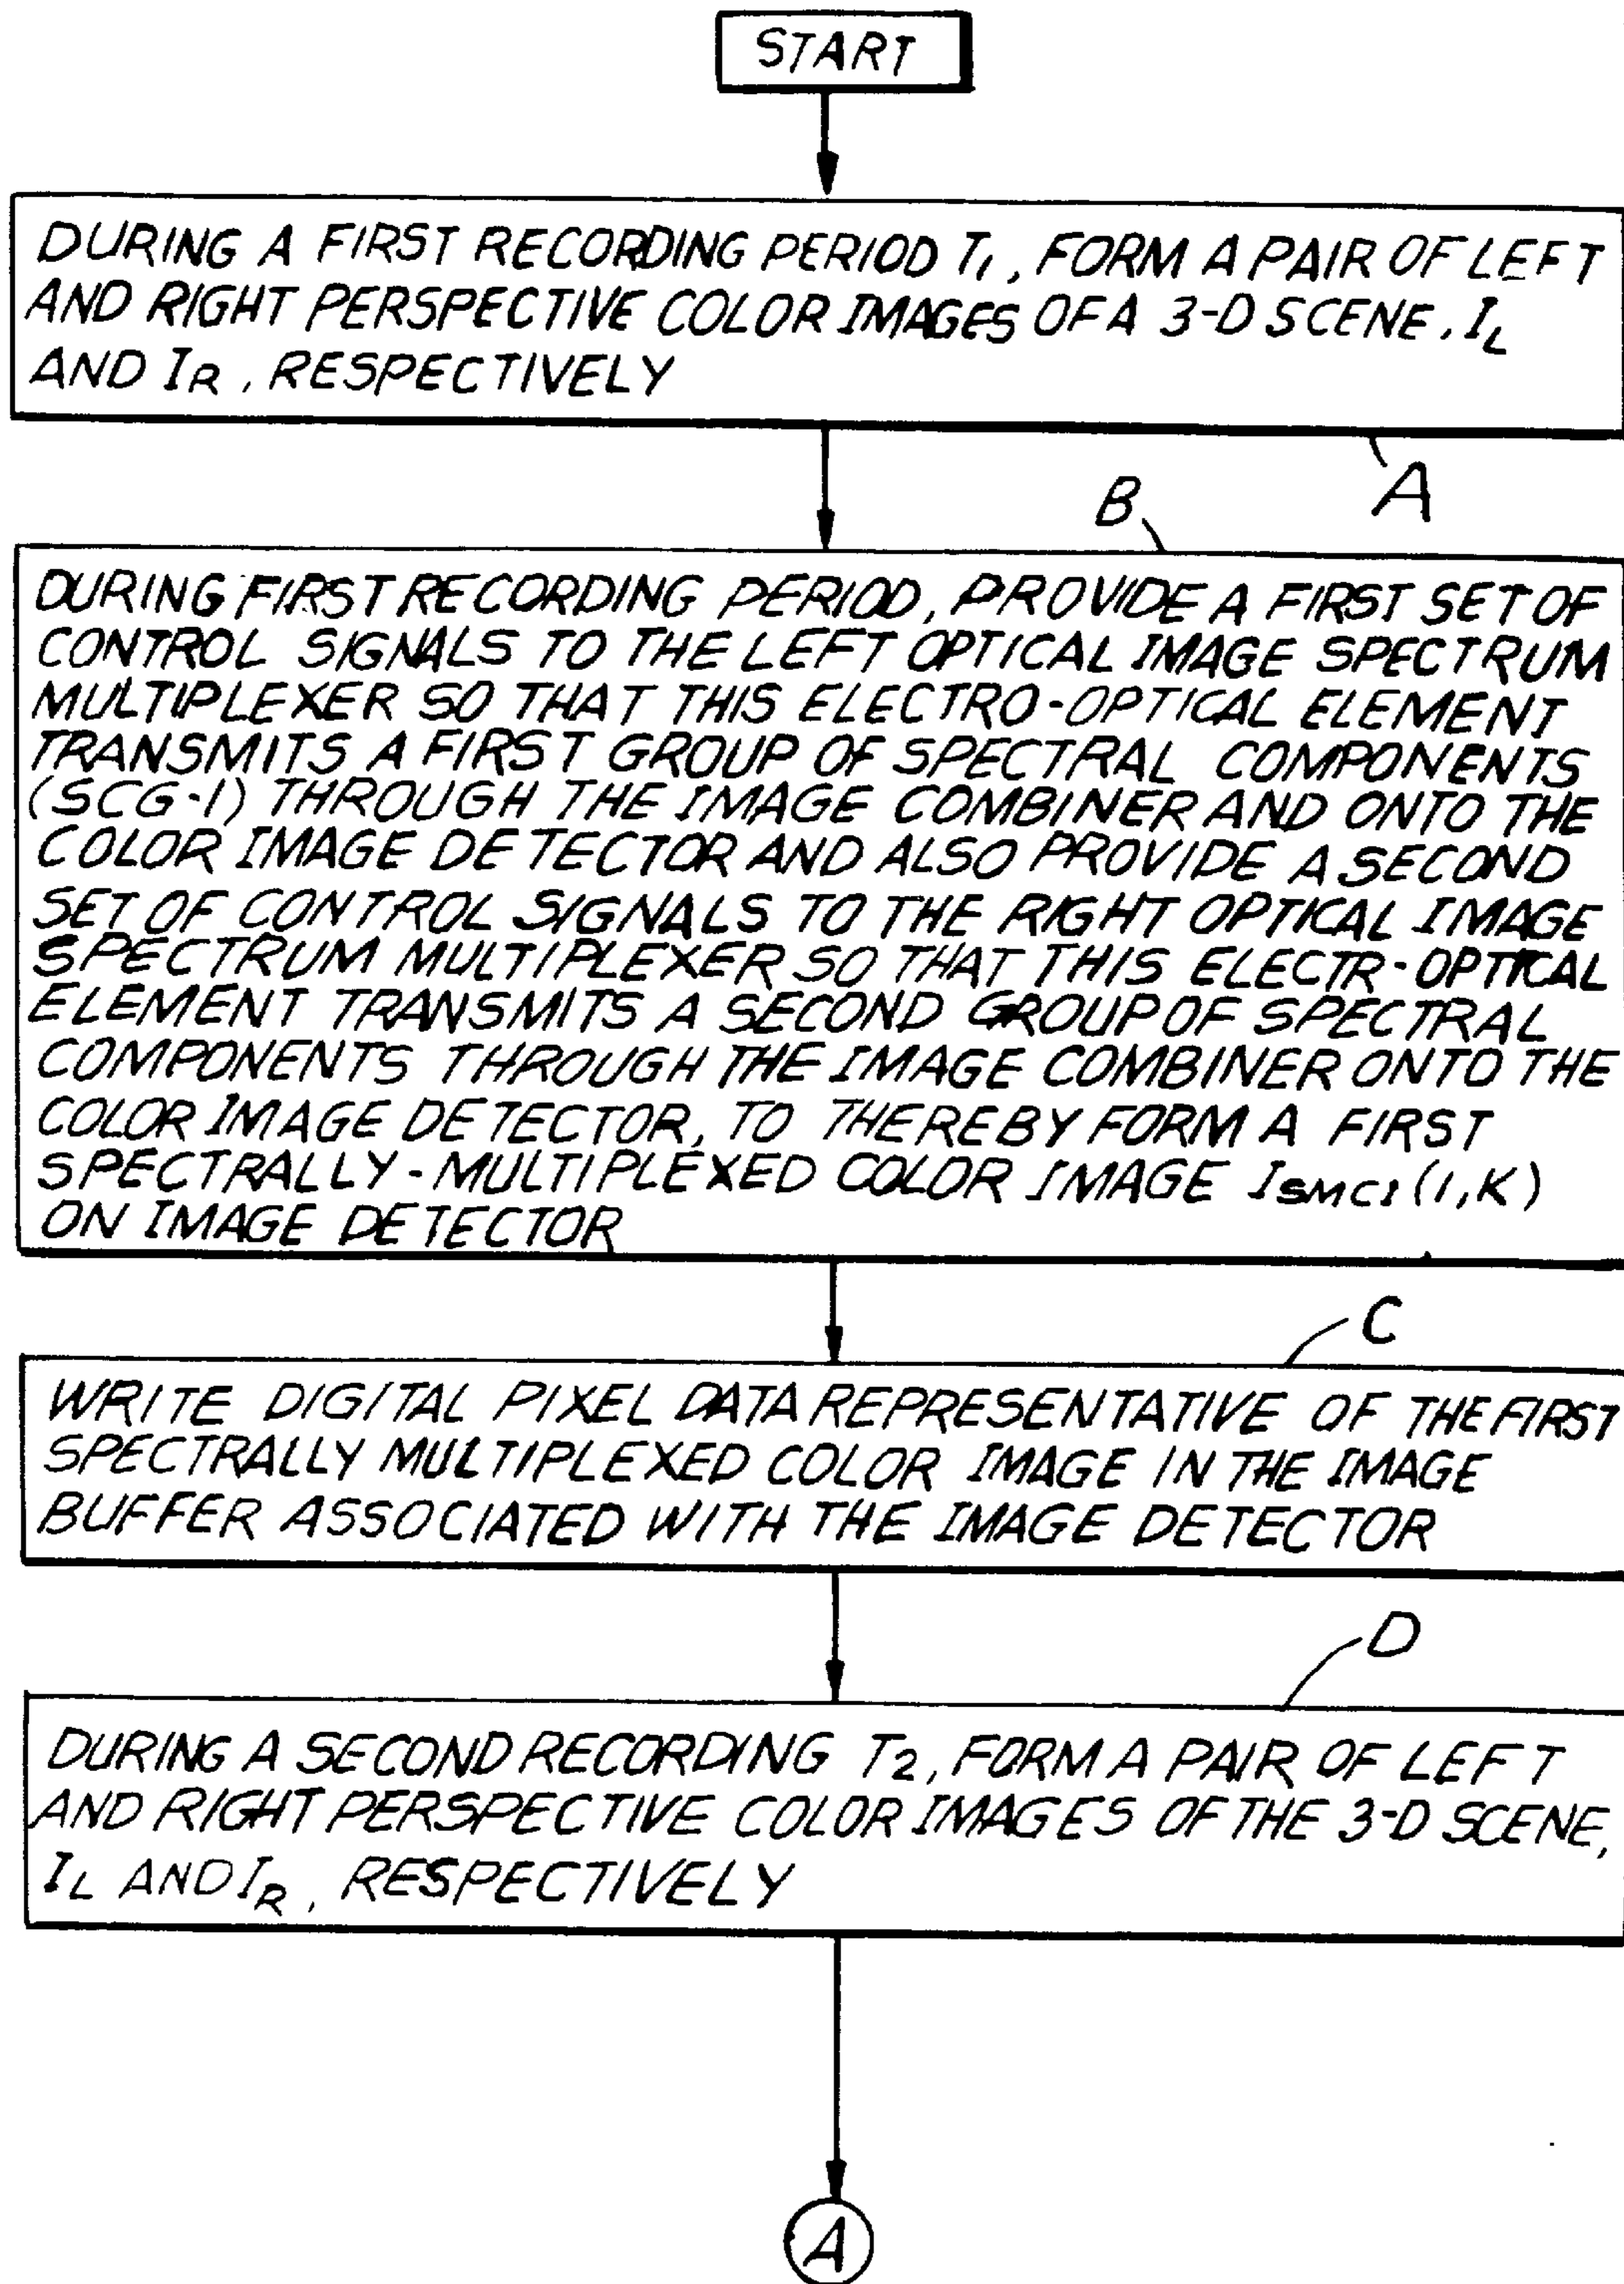 START
DURING A FIRST RECORDING PERIOD T1, FORM A PAIR OF LEFT
AND RIGHT PERSPECTIVE COLOR IMAGES OF A 3-D SCENE, IL
AND IR, RESPECTIVELY
A
B
DURING FIRST RECORDING PERIOD, PROVIDE A FIRST SET OF
CONTROL SIGNALS TO THE LEFT OPTICAL IMAGE SPECTRUM
MULTIPLEXER SO THAT THIS ELECTRO-OPTICAL ELEMENT
TRANSMITS A FIRST GROUP OF SPECTRAL COMPONENTS
(SCG-1) THROUGH THE IMAGE COMBINER AND ONTO THE
COLOR IMAGE DETECTOR AND ALSO PROVIDE A SECOND
SET OF CONTROL SIGNALS TO THE RIGHT OPTICAL IMAGE
SPECTRUM MULTIPLEXER SO THAT THIS ELECTR-OPTICAL
ELEMENT TRANSMITS A SECOND GROUP OF SPECTRAL
COMPONENTS THROUGH THE IMAGE COMBINER ONTO THE
COLOR IMAGE DETECTOR, TO THEREBY FORM A FIRST
SPECTRALLY-MULTIPLEXED COLOR IMAGE ISMCI(1,K)
ON IMAGE DETECTOR
C
WRITE DIGITAL PIXEL DATA REPRESENTATIVE OF THE FIRST
SPECTRALLY MULTIPLEXED COLOR IMAGE IN THE IMAGE
BUFFER ASSOCIATED WITH THE IMAGE DETECTOR
D
DURING A SECOND RECORDING T2, FORM A PAIR OF LEFT
AND RIGHT PERSPECTIVE COLOR IMAGES OF THE 3-D SCENE,
IL AND IR, RESPECTIVELY
A